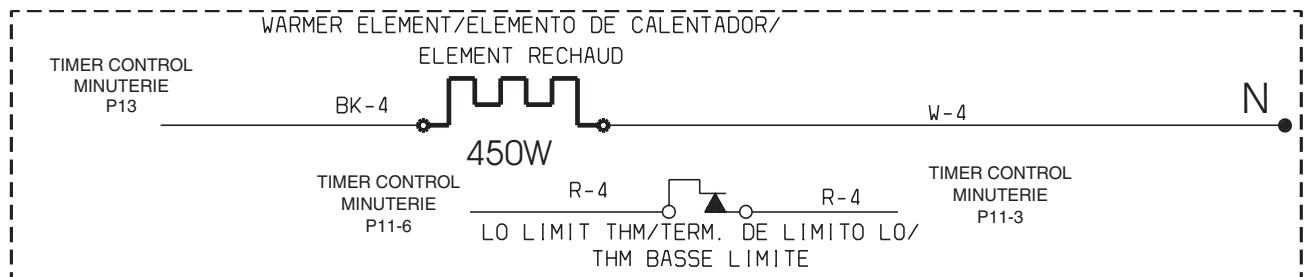 WARMER ELEMENT/ELEMENTO DE CALENTADOR/
ELEMENT RECHAUD
TIMER CONTROL
MINUTERIE
P13
BK-4
W-4
N
450W
TIMER CONTROL
MINUTERIE
P11-6
R-4
R-4
TIMER CONTROL
MINUTERIE
P11-3
LO LIMIT THM/TERM. DE LIMITO LO/
THM BASSE LIMITE